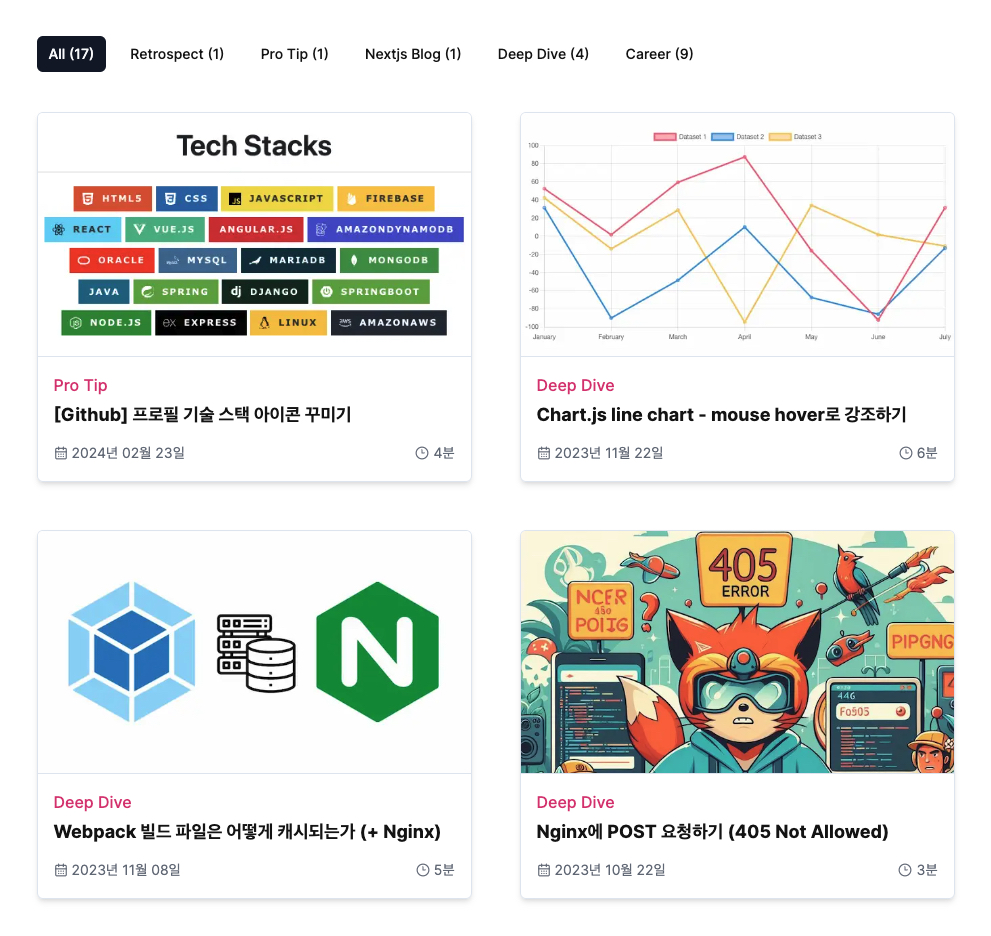 All (17) Retrospect (1) Pro Tip (1) Nextjs Blog (1) Deep Dive (4) Career (9)
Tech Stacks
HTML5 CSS JAVASCRIPT FIREBASE
REACT VUE.JS ANGULAR.JS AMAZONDYNAMODB
ORACLE MYSQL MARIADB MONGODB
JAVA SPRING dj DJANGO SPRINGBOOT
NODE.JS ex EXPRESS LINUX AMAZONAWS
Pro Tip
[Github] 프로필 기술 스택 아이콘 꾸미기
2024년 02월 23일 4분
Dataset 1 Dataset 2 Dataset 3
100
80
60
40
20
0
-20
-40
-60
-80
-100
January February March April May June July
Deep Dive
Chart.js line chart - mouse hover로 강조하기
2023년 11월 22일 6분
N
Deep Dive
Webpack 빌드 파일은 어떻게 캐시되는가 (+ Nginx)
2023년 11월 08일 5분
405
ERROR
NCER
450
POIJG
?
PIPGNG
446
Fo505
4
Deep Dive
Nginx에 POST 요청하기 (405 Not Allowed)
2023년 10월 22일 3분